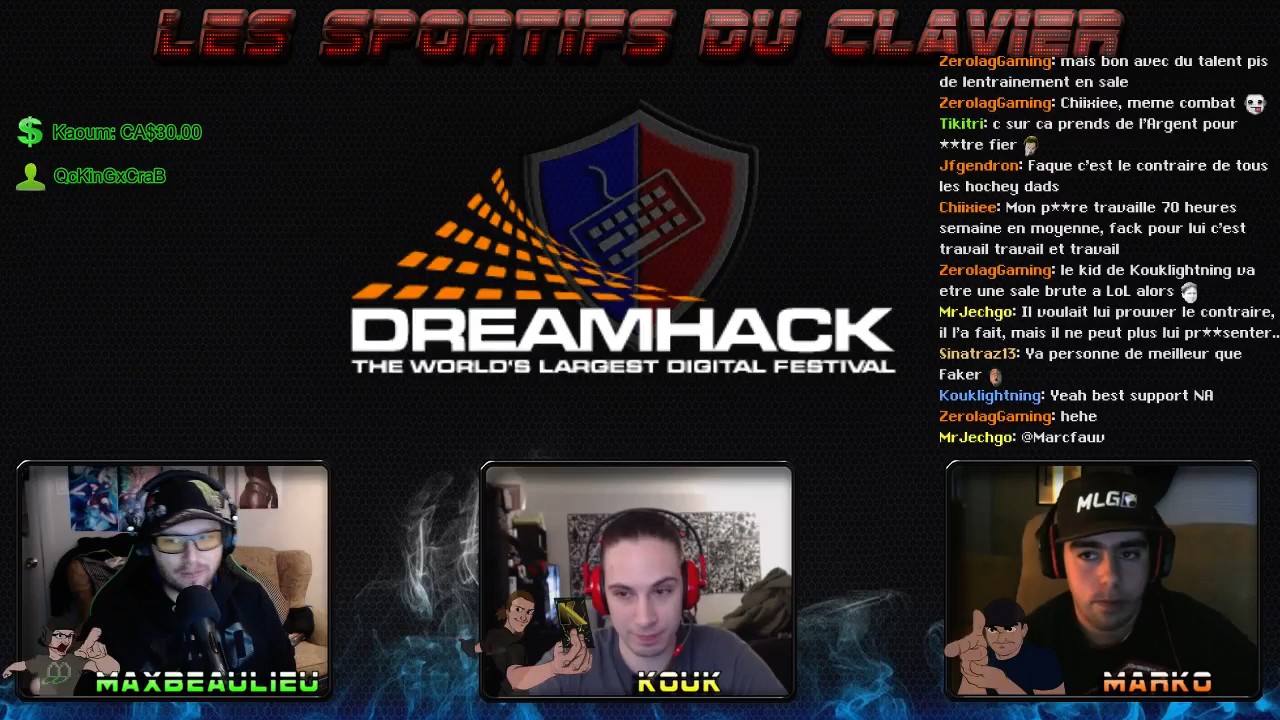 LES SPORTIFS DU CLAVIER
Kaoum: CA$30.00
QcKinGxCraB
DREAMHACK
THE WORLD'S LARGEST DIGITAL FESTIVAL
ZerolagGaming: mais bon avec du talent pis
de lentrainement en sale
ZerolagGaming: Chiixiee, meme combat
Tikitri: c sur ca prends de l'Argent pour
**tre fier
Jfgendron: Faque c'est le contraire de tous
les hockey dads
Chiixiee: Mon p**re travaille 70 heures
semaine en moyenne, fack pour lui c'est
travail travail et travail
ZerolagGaming: le kid de Kouklightning va
etre une sale brute a LoL alors
MrJechgo: Il voulait lui prouver le contraire,
il l'a fait, mais il ne peut plus lui pr**senter..
Sinatraz13: Ya persone de meilleur que
Faker
Kouklightning: Yeah best support NA
ZerolagGaming: hehe
MrJechgo: @Marcfauv
MLG
MAXBEAULIEU
KOUK
MARKO